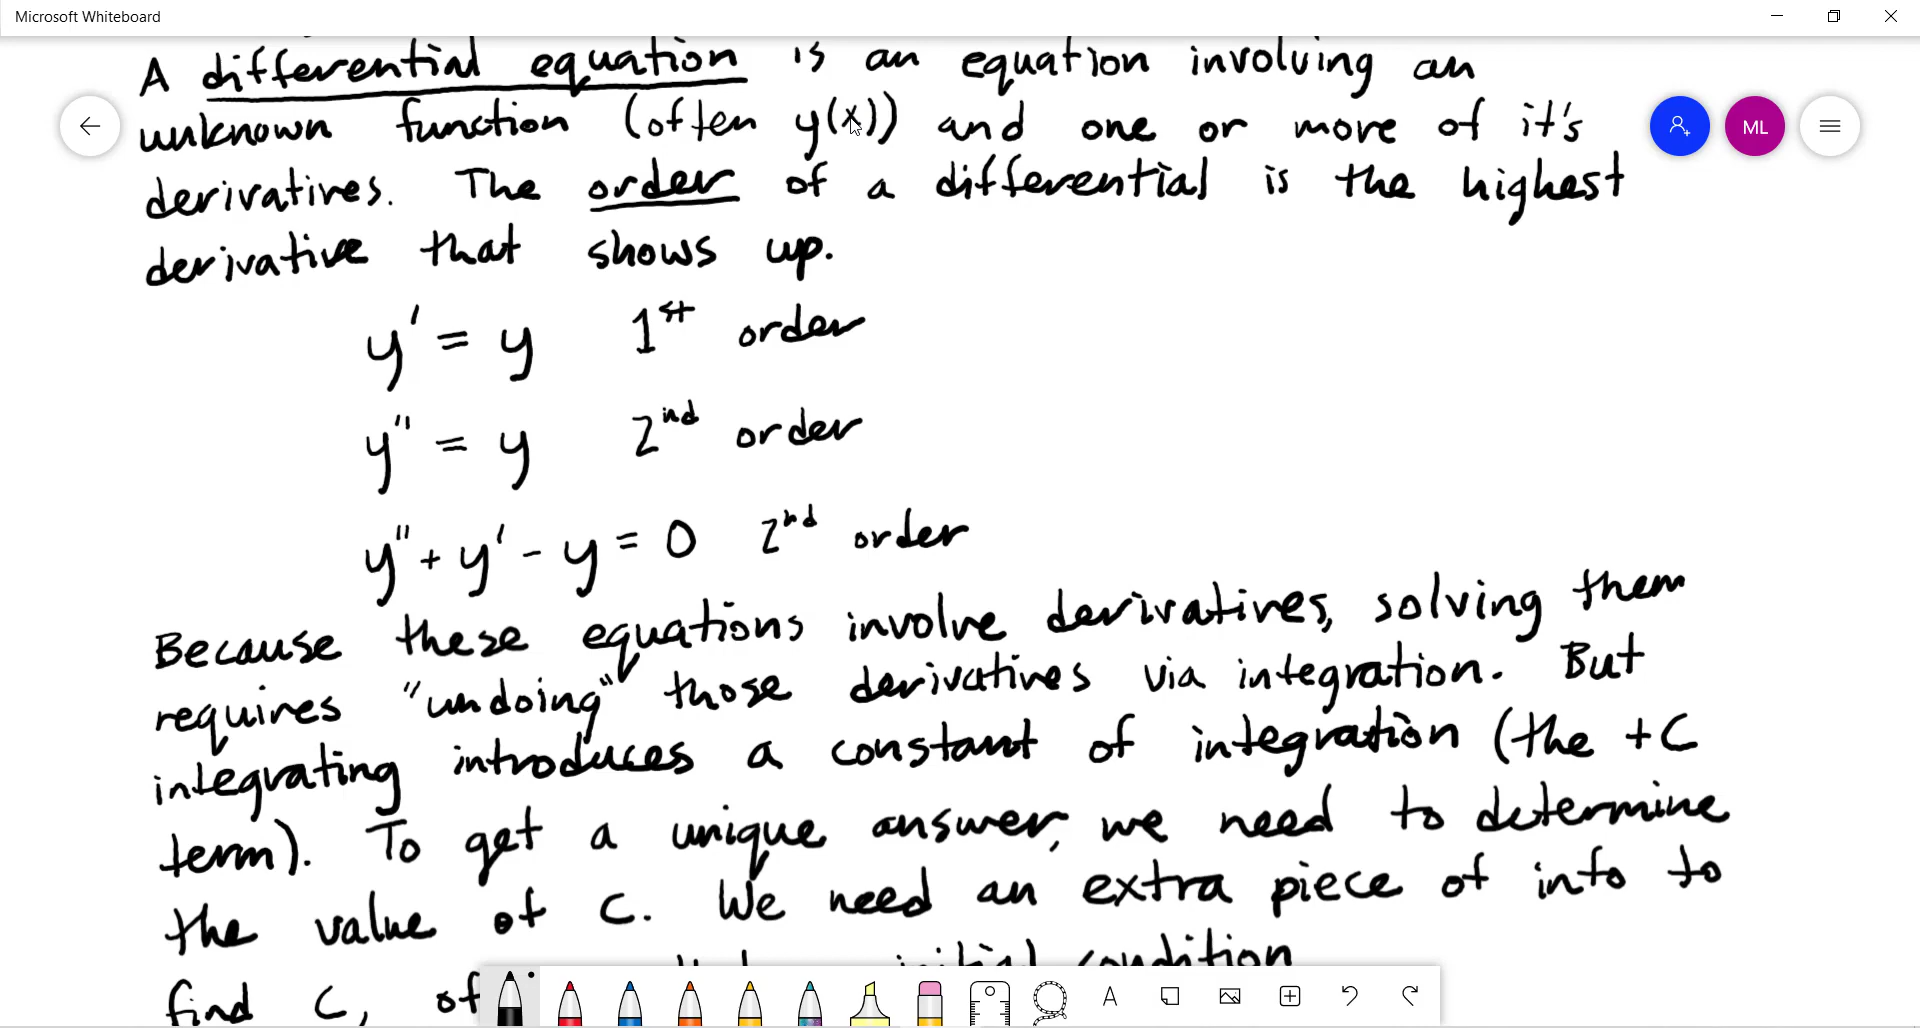 Microsoft Whiteboard
A differential equation is an equation involving an
unknown function (often y(x)) and one or more of it's
derivatives. The order of a differential is the highest
derivative that shows up.
y' = y 1st order
y" = y 2nd order
y" + y' - y = 0 2nd order
Because these equations involve derivatives, solving them
requires "undoing" those derivatives via integration. But
integrating introduces a constant of integration (the +C
term). To get a unique answer, we need to determine
the value of C. We need an extra piece of info to
find C, initial condition
ML
A